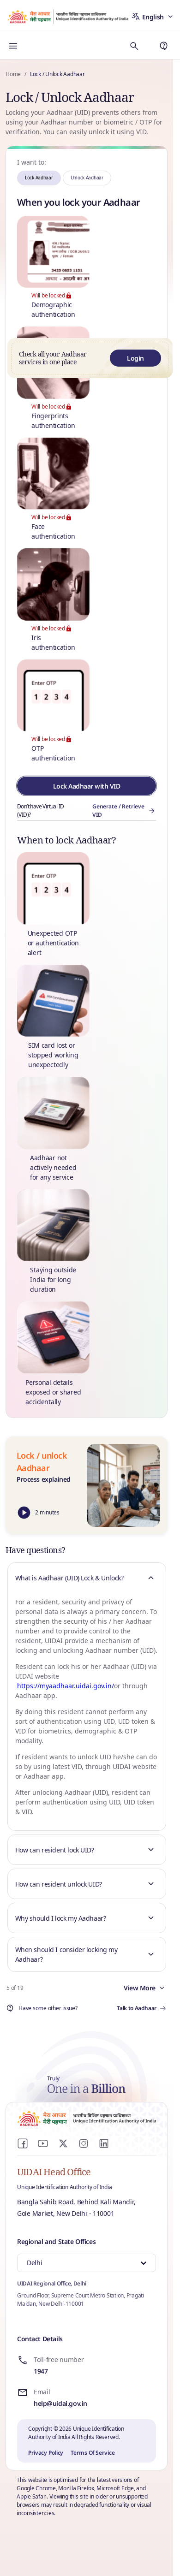 मेरा आधार
मेरी पहचान
भारतीय विशिष्ट पहचान प्राधिकरण
Unique Identification Authority of India
English
Home / Lock / Unlock Aadhaar
Lock / Unlock Aadhaar
Locking your Aadhaar (UID) prevents others from
using your Aadhaar number or biometric / OTP for
verification. You can easily unlock it using VID.
I want to:
Lock Aadhaar
Unlock Aadhaar
When you lock your Aadhaar
Will be locked
Demographic
authentication
Check all your Aadhaar
services in one place
Login
Will be locked
Fingerprints
authentication
Will be locked
Face
authentication
Will be locked
Iris
authentication
Enter OTP
1 2 3 4
Will be locked
OTP
authentication
Lock Aadhaar with VID
Don't have Virtual ID
(VID)?
Generate / Retrieve
VID
When to lock Aadhaar?
Enter OTP
1 2 3 4
Unexpected OTP
or authentication
alert
SIM card lost or
stopped working
unexpectedly
Aadhaar not
actively needed
for any service
Staying outside
India for long
duration
Personal details
exposed or shared
accidentally
Lock / unlock
Aadhaar
Process explained
2 minutes
Have questions?
What is Aadhaar (UID) Lock & Unlock?
For a resident, security and privacy of
personal data is always a primary concern. To
strengthen the security of his / her Aadhaar
number and to provide control to the
resident, UIDAI provide a mechanism of
locking and unlocking Aadhaar number (UID).
Resident can lock his or her Aadhaar (UID) via
UIDAI website
https://myaadhaar.uidai.gov.in/or through
Aadhaar app.
By doing this resident cannot perform any
sort of authentication using UID, UID token &
VID for biometrics, demographic & OTP
modality.
If resident wants to unlock UID he/she can do
so by using latest VID, through UIDAI website
or Aadhaar app.
After unlocking Aadhaar (UID), resident can
perform authentication using UID, UID token
& VID.
How can resident lock UID?
How can resident unlock UID?
Why should I lock my Aadhaar?
When should I consider locking my
Aadhaar?
5 of 19
View More
Have some other issue?
Talk to Aadhaar
Truly
One in a Billion
मेरा आधार
मेरी पहचान
भारतीय विशिष्ट पहचान प्राधिकरण
Unique Identification Authority of India
UIDAI Head Office
Unique Identification Authority of India
Bangla Sahib Road, Behind Kali Mandir,
Gole Market, New Delhi - 110001
Regional and State Offices
Delhi
UIDAI Regional Office, Delhi
Ground Floor, Supreme Court Metro Station, Pragati
Maidan, New Delhi-110001
Contact Details
Toll-free number
1947
Email
help@uidai.gov.in
Copyright © 2026 Unique Identification
Authority of India All Rights Reserved.
Privacy Policy Terms Of Service
This website is optimised for the latest versions of
Google Chrome, Mozilla Firefox, Microsoft Edge, and
Apple Safari. Viewing this site in older or unsupported
browsers may result in degraded functionality or visual
inconsistencies.